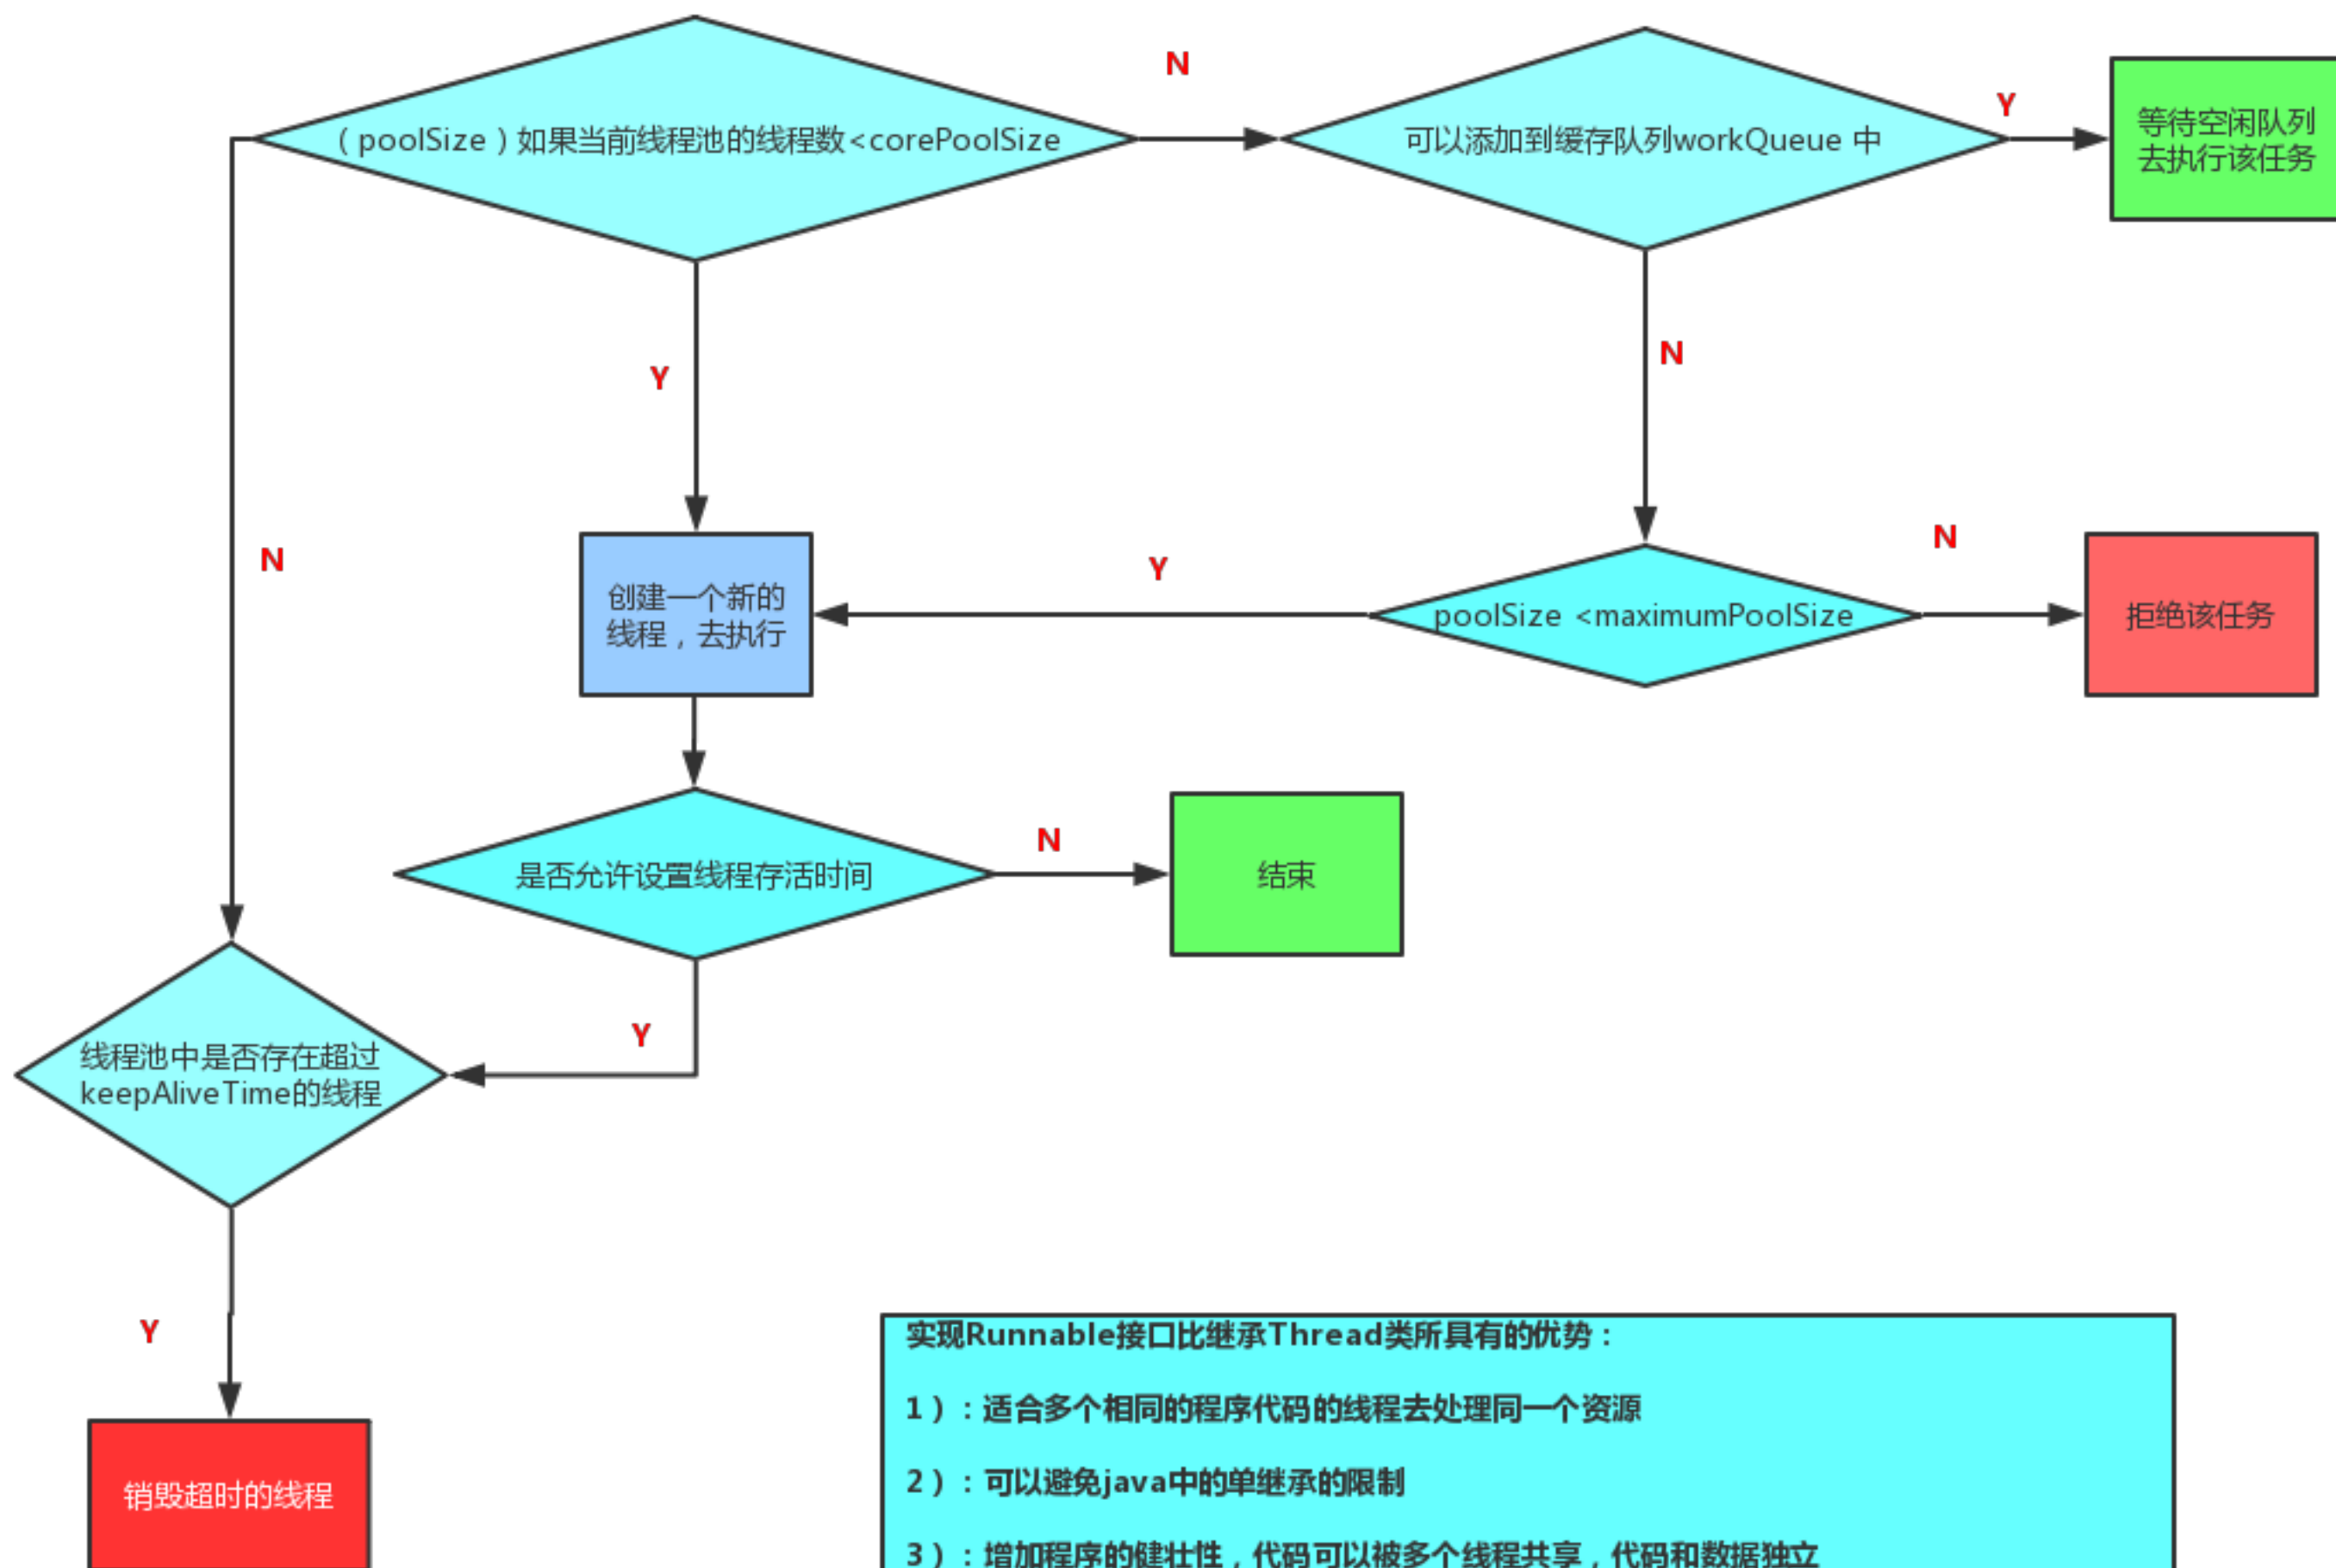 N
Y
（poolSize）如果当前线程池的线程数<corePoolSize
可以添加到缓存队列workQueue 中
等待空闲队列
去执行该任务
N
Y
N
N
Y
创建一个新的
线程，去执行
poolSize <maximumPoolSize
拒绝该任务
N
是否允许设置线程存活时间
结束
Y
线程池中是否存在超过
keepAliveTime的线程
Y
销毁超时的线程
实现Runnable接口比继承Thread类所具有的优势：
1）：适合多个相同的程序代码的线程去处理同一个资源
2）：可以避免java中的单继承的限制
3）：增加程序的健壮性，代码可以被多个线程共享，代码和数据独立